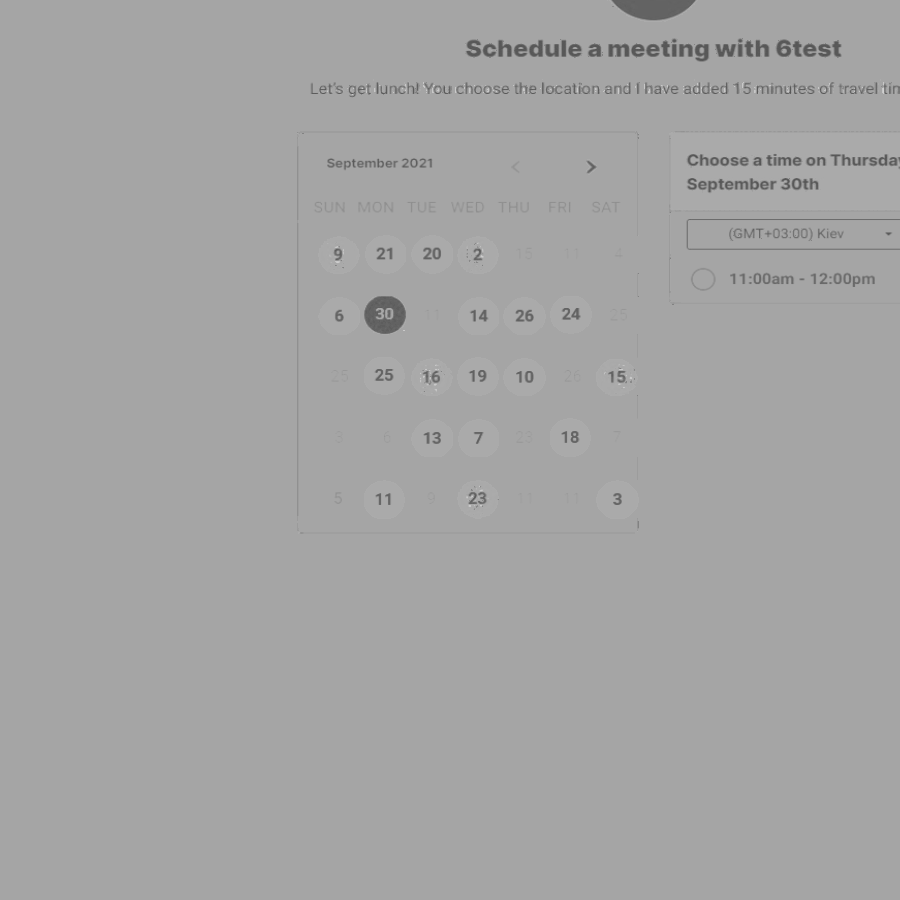 Schedule a meeting with 6test
Let's get lunch! You choose the location and I have added 15 minutes of travel tim
September 2021
SUN MON TUE WED THU FRI SAT
9 21 20 2 15 11 4
6 30 11 14 26 24 25
25 25 16 19 10 26 15
3 6 13 7 23 18 7
5 11 9 23 11 11 3
Choose a time on Thursday
September 30th
(GMT+03:00) Kiev
11:00am - 12:00pm